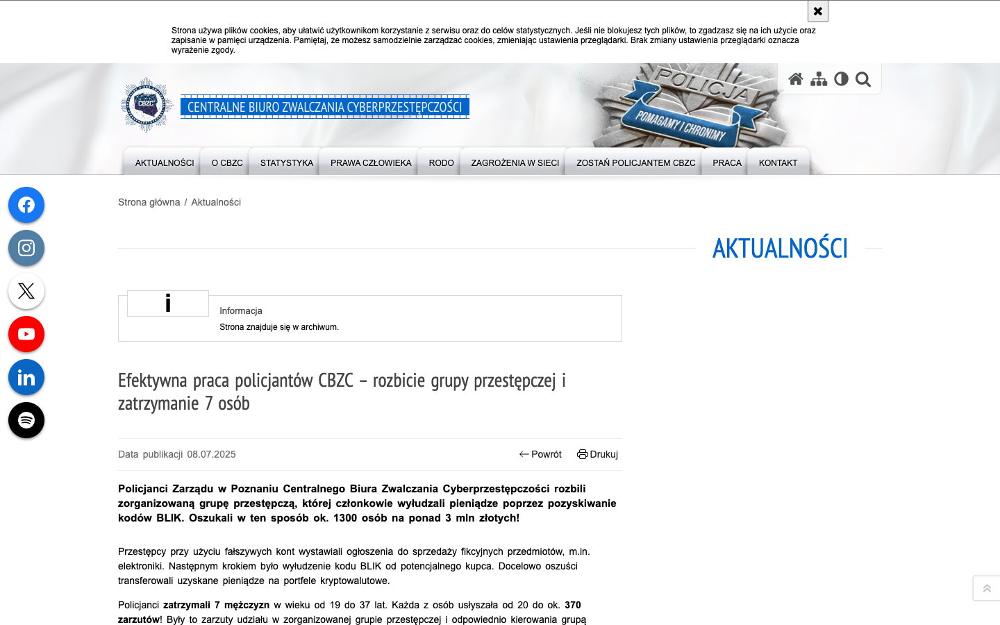 Strona używa plików cookies, aby ułatwić użytkownikom korzystanie z serwisu oraz do celów statystycznych. Jeśli nie blokujesz tych plików, to zgadzasz się na ich użycie oraz
zapisanie w pamięci urządzenia. Pamiętaj, że możesz samodzielnie zarządzać cookies, zmieniając ustawienia przeglądarki. Brak zmiany ustawienia przeglądarki oznacza
wyrażenie zgody.
CBZC
CENTRALNE BIURO ZWALCZANIA CYBERPRZESTĘPCZOŚCI
POLICJA
POMAGAMY I CHRONIMY
AKTUALNOŚCI O CBZC STATYSTYKA PRAWA CZŁOWIEKA RODO ZAGROŻENIA W SIECI ZOSTAŃ POLICJANTEM CBZC PRACA KONTAKT
Strona główna / Aktualności
AKTUALNOŚCI
i
Informacja
Strona znajduje się w archiwum.
Efektywna praca policjantów CBZC – rozbicie grupy przestępczej i
zatrzymanie 7 osób
Data publikacji 08.07.2025 Powrót Drukuj
Policjanci Zarządu w Poznaniu Centralnego Biura Zwalczania Cyberprzestępczości rozbili
zorganizowaną grupę przestępczą, której członkowie wyłudzali pieniądze poprzez pozyskiwanie
kodów BLIK. Oszukali w ten sposób ok. 1300 osób na ponad 3 mln złotych!
Przestępcy przy użyciu fałszywych kont wystawiali ogłoszenia do sprzedaży fikcyjnych przedmiotów, m.in.
elektroniki. Następnym krokiem było wyłudzenie kodu BLIK od potencjalnego kupca. Docelowo oszuści
transferowali uzyskane pieniądze na portfele kryptowalutowe.
Policjanci zatrzymali 7 mężczyzn w wieku od 19 do 37 lat. Każda z osób usłyszała od 20 do ok. 370
zarzutów! Były to zarzuty udziału w zorganizowanej grupie przestępczej i odpowiednio kierowania grupą